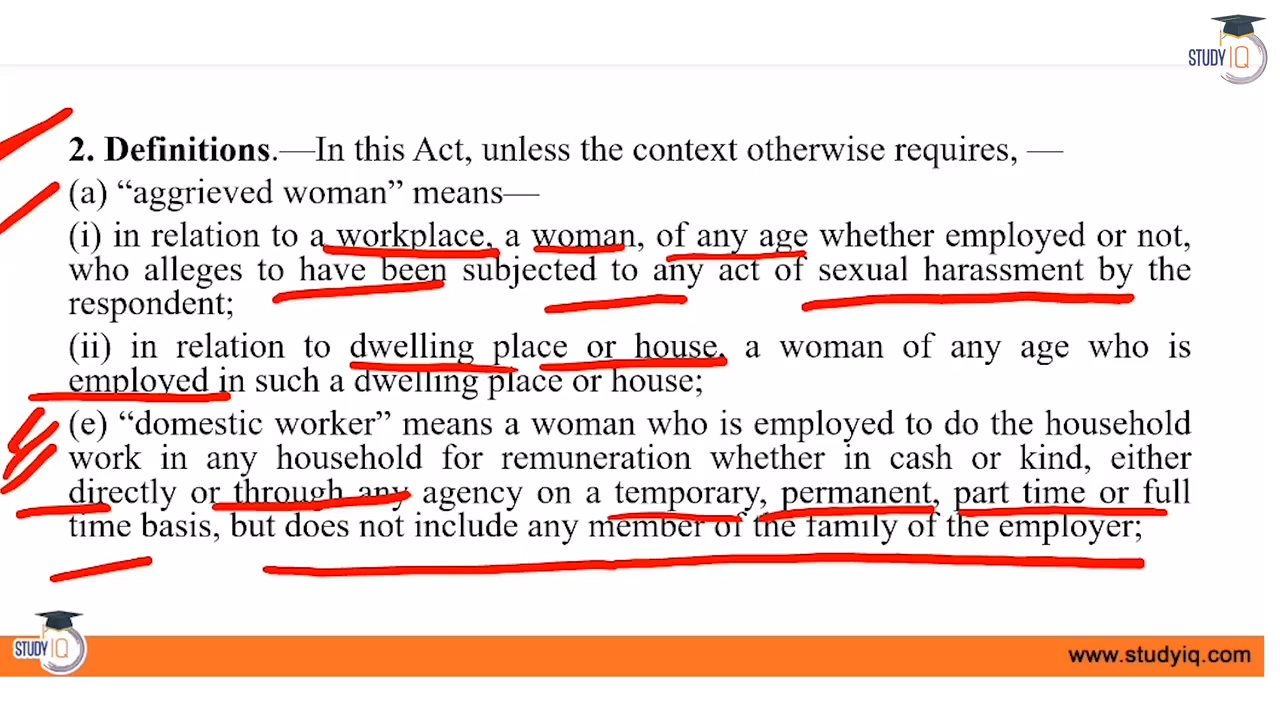 STUDY IQ
2. Definitions.—In this Act, unless the context otherwise requires, —
(a) “aggrieved woman” means—
(i) in relation to a workplace, a woman, of any age whether employed or not,
who alleges to have been subjected to any act of sexual harassment by the
respondent;
(ii) in relation to dwelling place or house, a woman of any age who is
employed in such a dwelling place or house;
(e) “domestic worker” means a woman who is employed to do the household
work in any household for remuneration whether in cash or kind, either
directly or through any agency on a temporary, permanent, part time or full
time basis, but does not include any member of the family of the employer;
STUDY IQ
www.studyiq.com